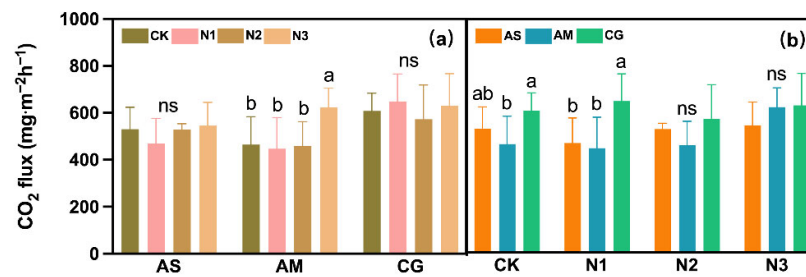 CO₂ flux (mg·m⁻²h⁻¹)
1000
800
600
400
200
0
CK N1 N2 N3 (a)
ns b b b a ns
AS AM CG
AS AM CG (b)
ab b a b b a ns ns
CK N1 N2 N3